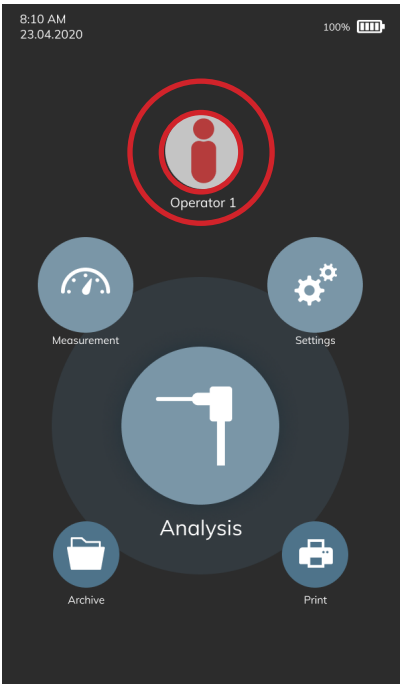 8:10 AM
23.04.2020
100%
Operator 1
Measurement
Settings
Analysis
Archive
Print